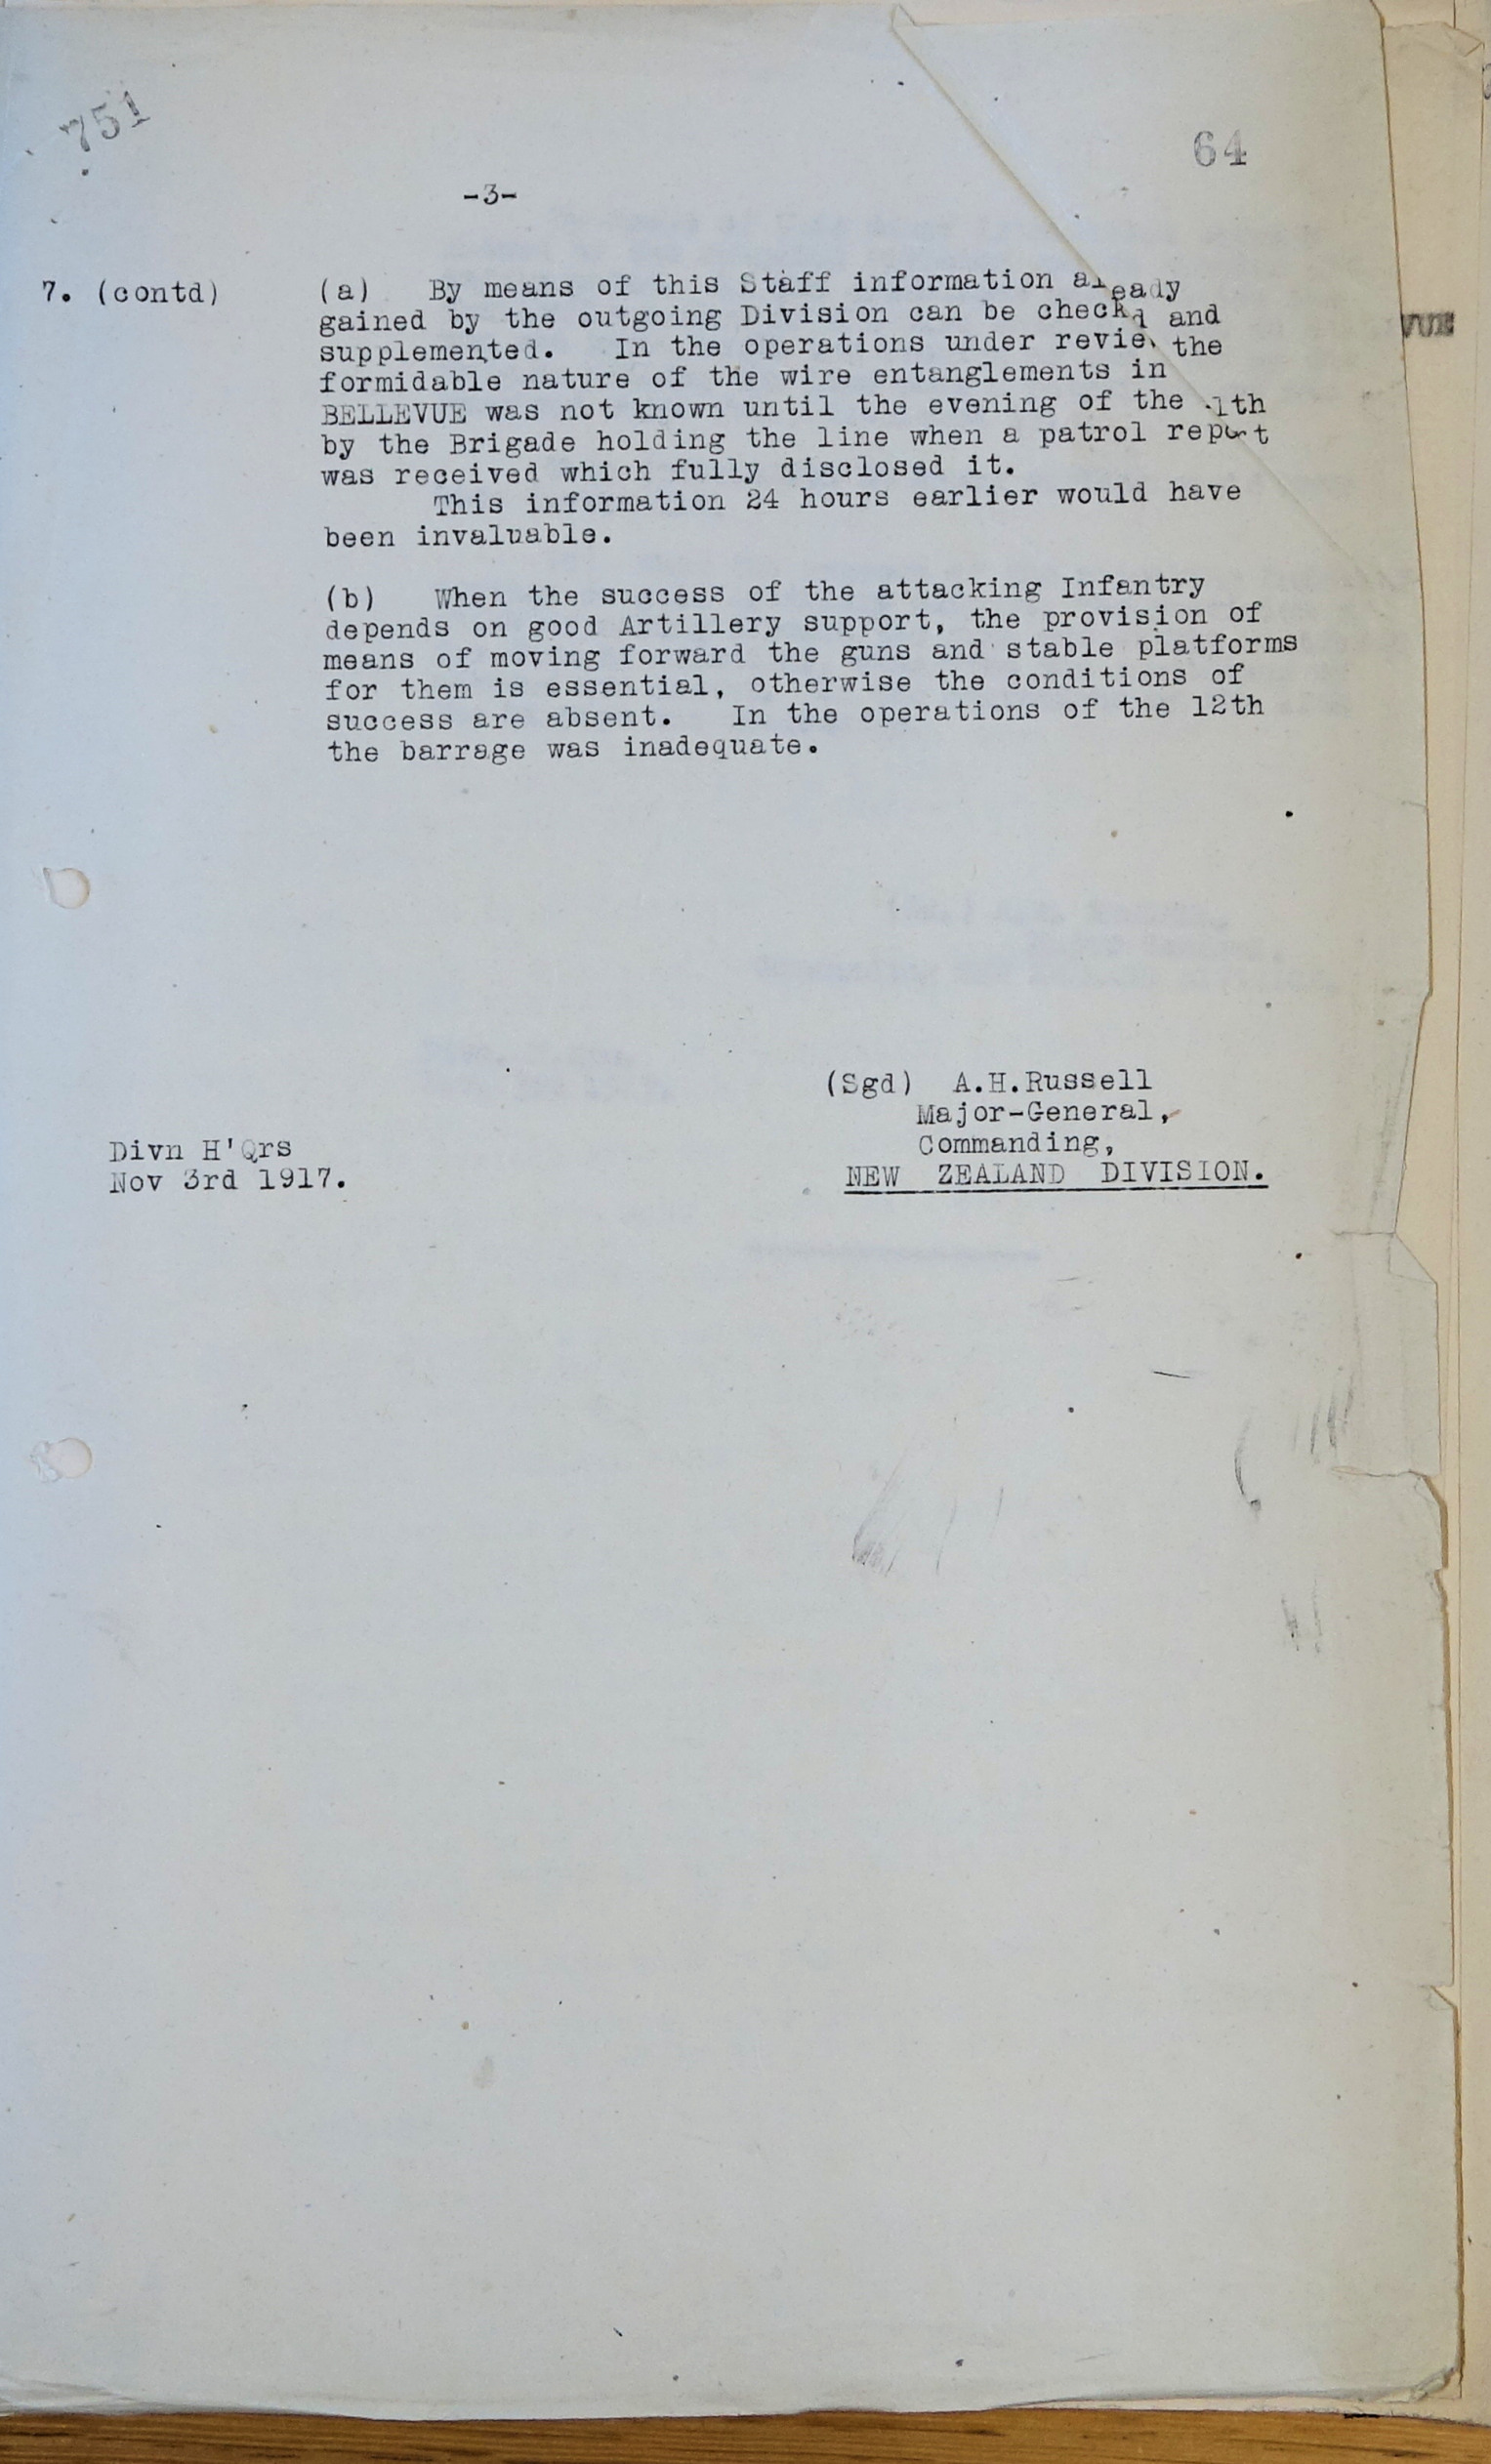 751
64
-3-
7. (contd) (a) By means of this Staff information already
gained by the outgoing Division can be checked and
supplemented. In the operations under review the
formidable nature of the wire entanglements in
BELLEVUE was not known until the evening of the 11th
by the Brigade holding the line when a patrol report
was received which fully disclosed it.
This information 24 hours earlier would have
been invaluable.
(b) When the success of the attacking Infantry
depends on good Artillery support, the provision of
means of moving forward the guns and stable platforms
for them is essential, otherwise the conditions of
success are absent. In the operations of the 12th
the barrage was inadequate.
(Sgd) A.H.Russell
Major-General,
Commanding,
NEW ZEALAND DIVISION.
Divn H'Qrs
Nov 3rd 1917.
VUE